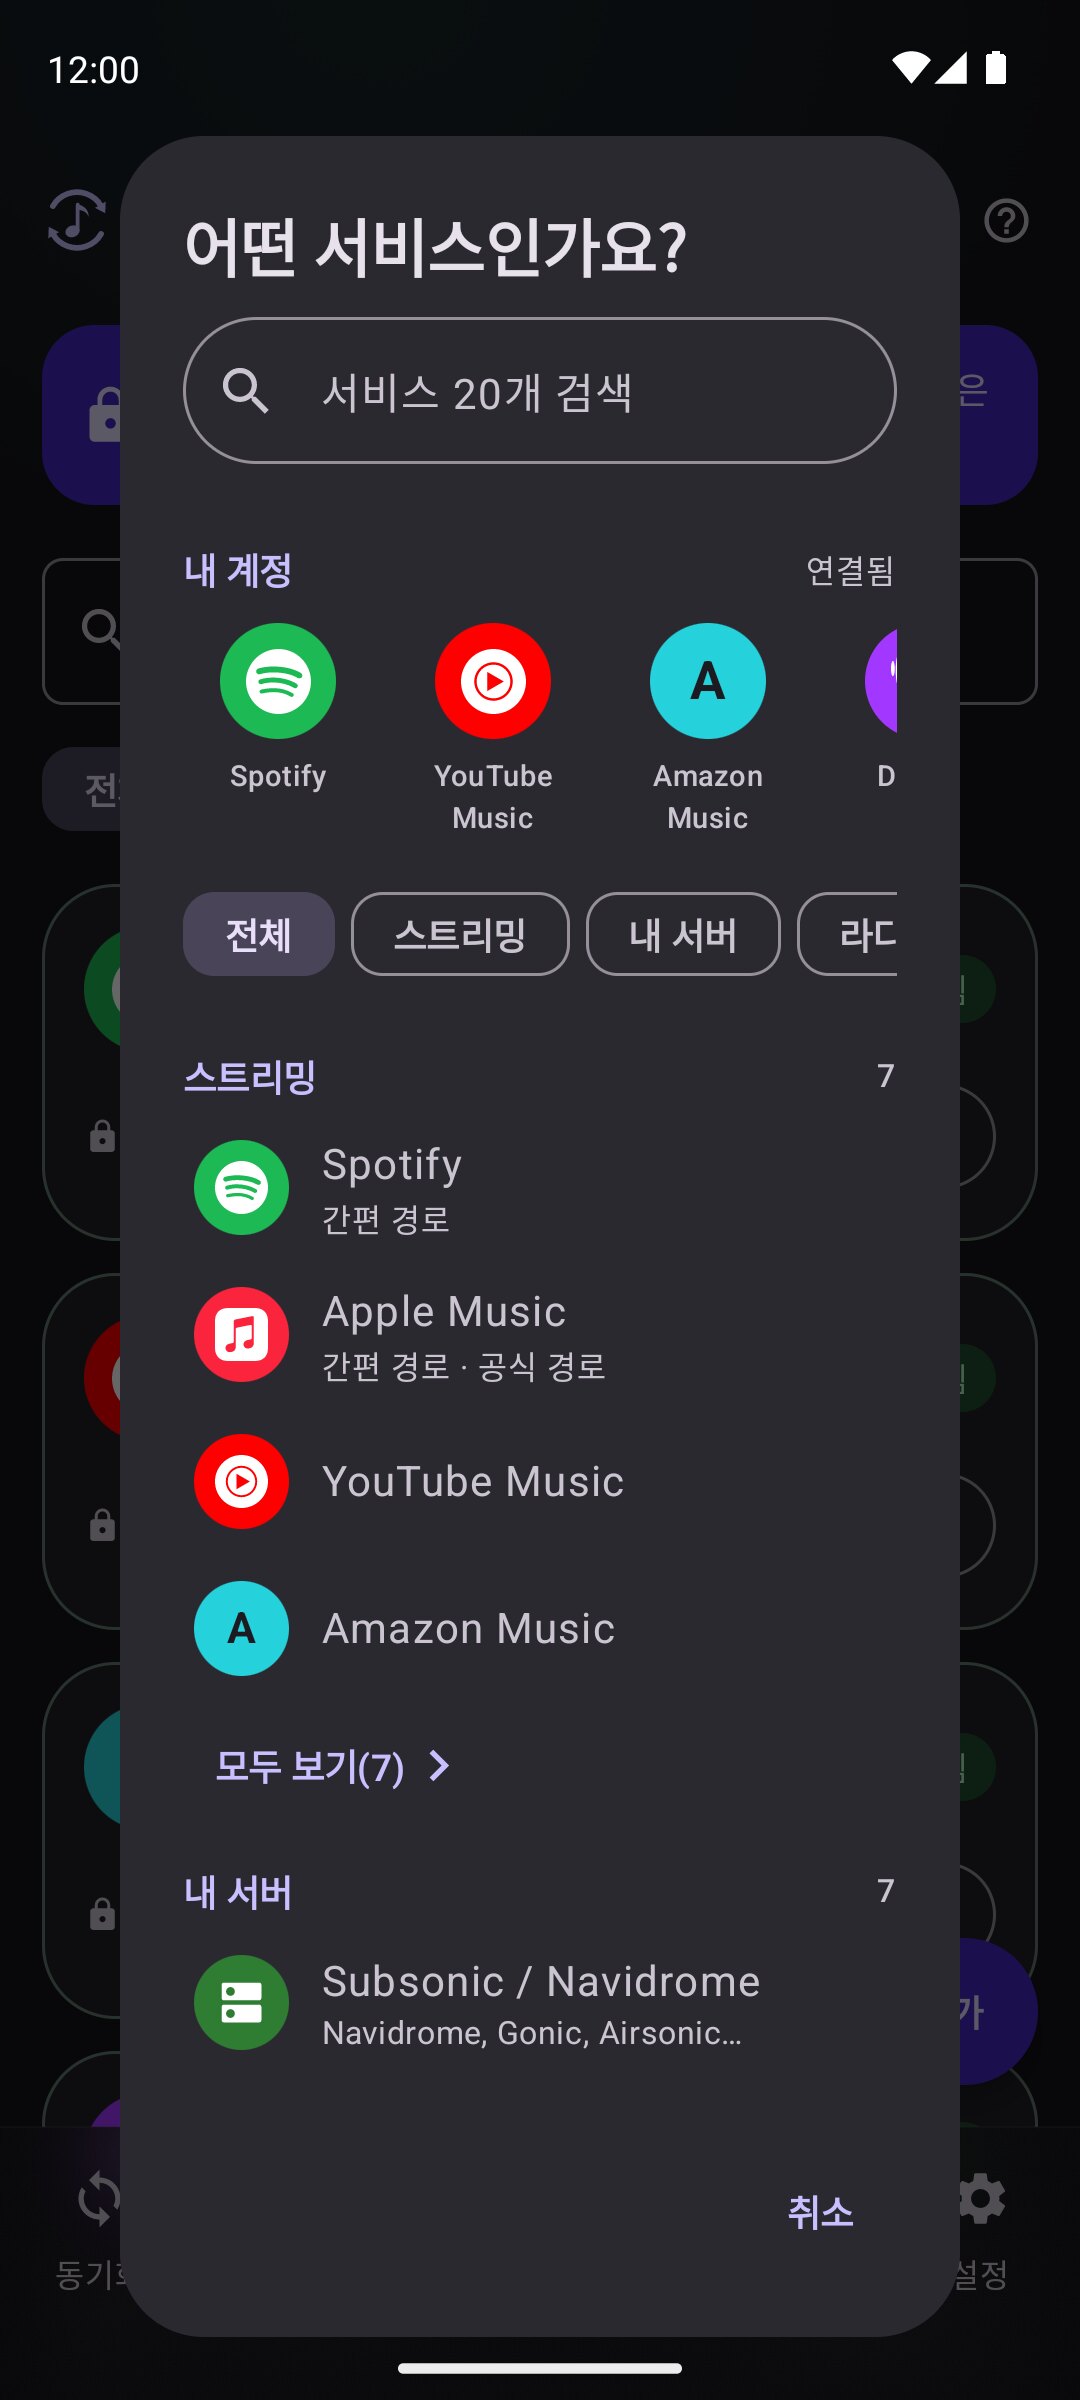 12:00
어떤 서비스인가요?
은
서비스 20개 검색
내 계정
연결됨
Spotify
YouTube Music
A
Amazon Music
D
전체
스트리밍
내 서버
스트리밍
7
Spotify
간편 경로
Apple Music
간편 경로 · 공식 경로
YouTube Music
A
Amazon Music
모두 보기(7)
내 서버
7
Subsonic / Navidrome
Navidrome, Gonic, Airsonic…
가
취소
설정